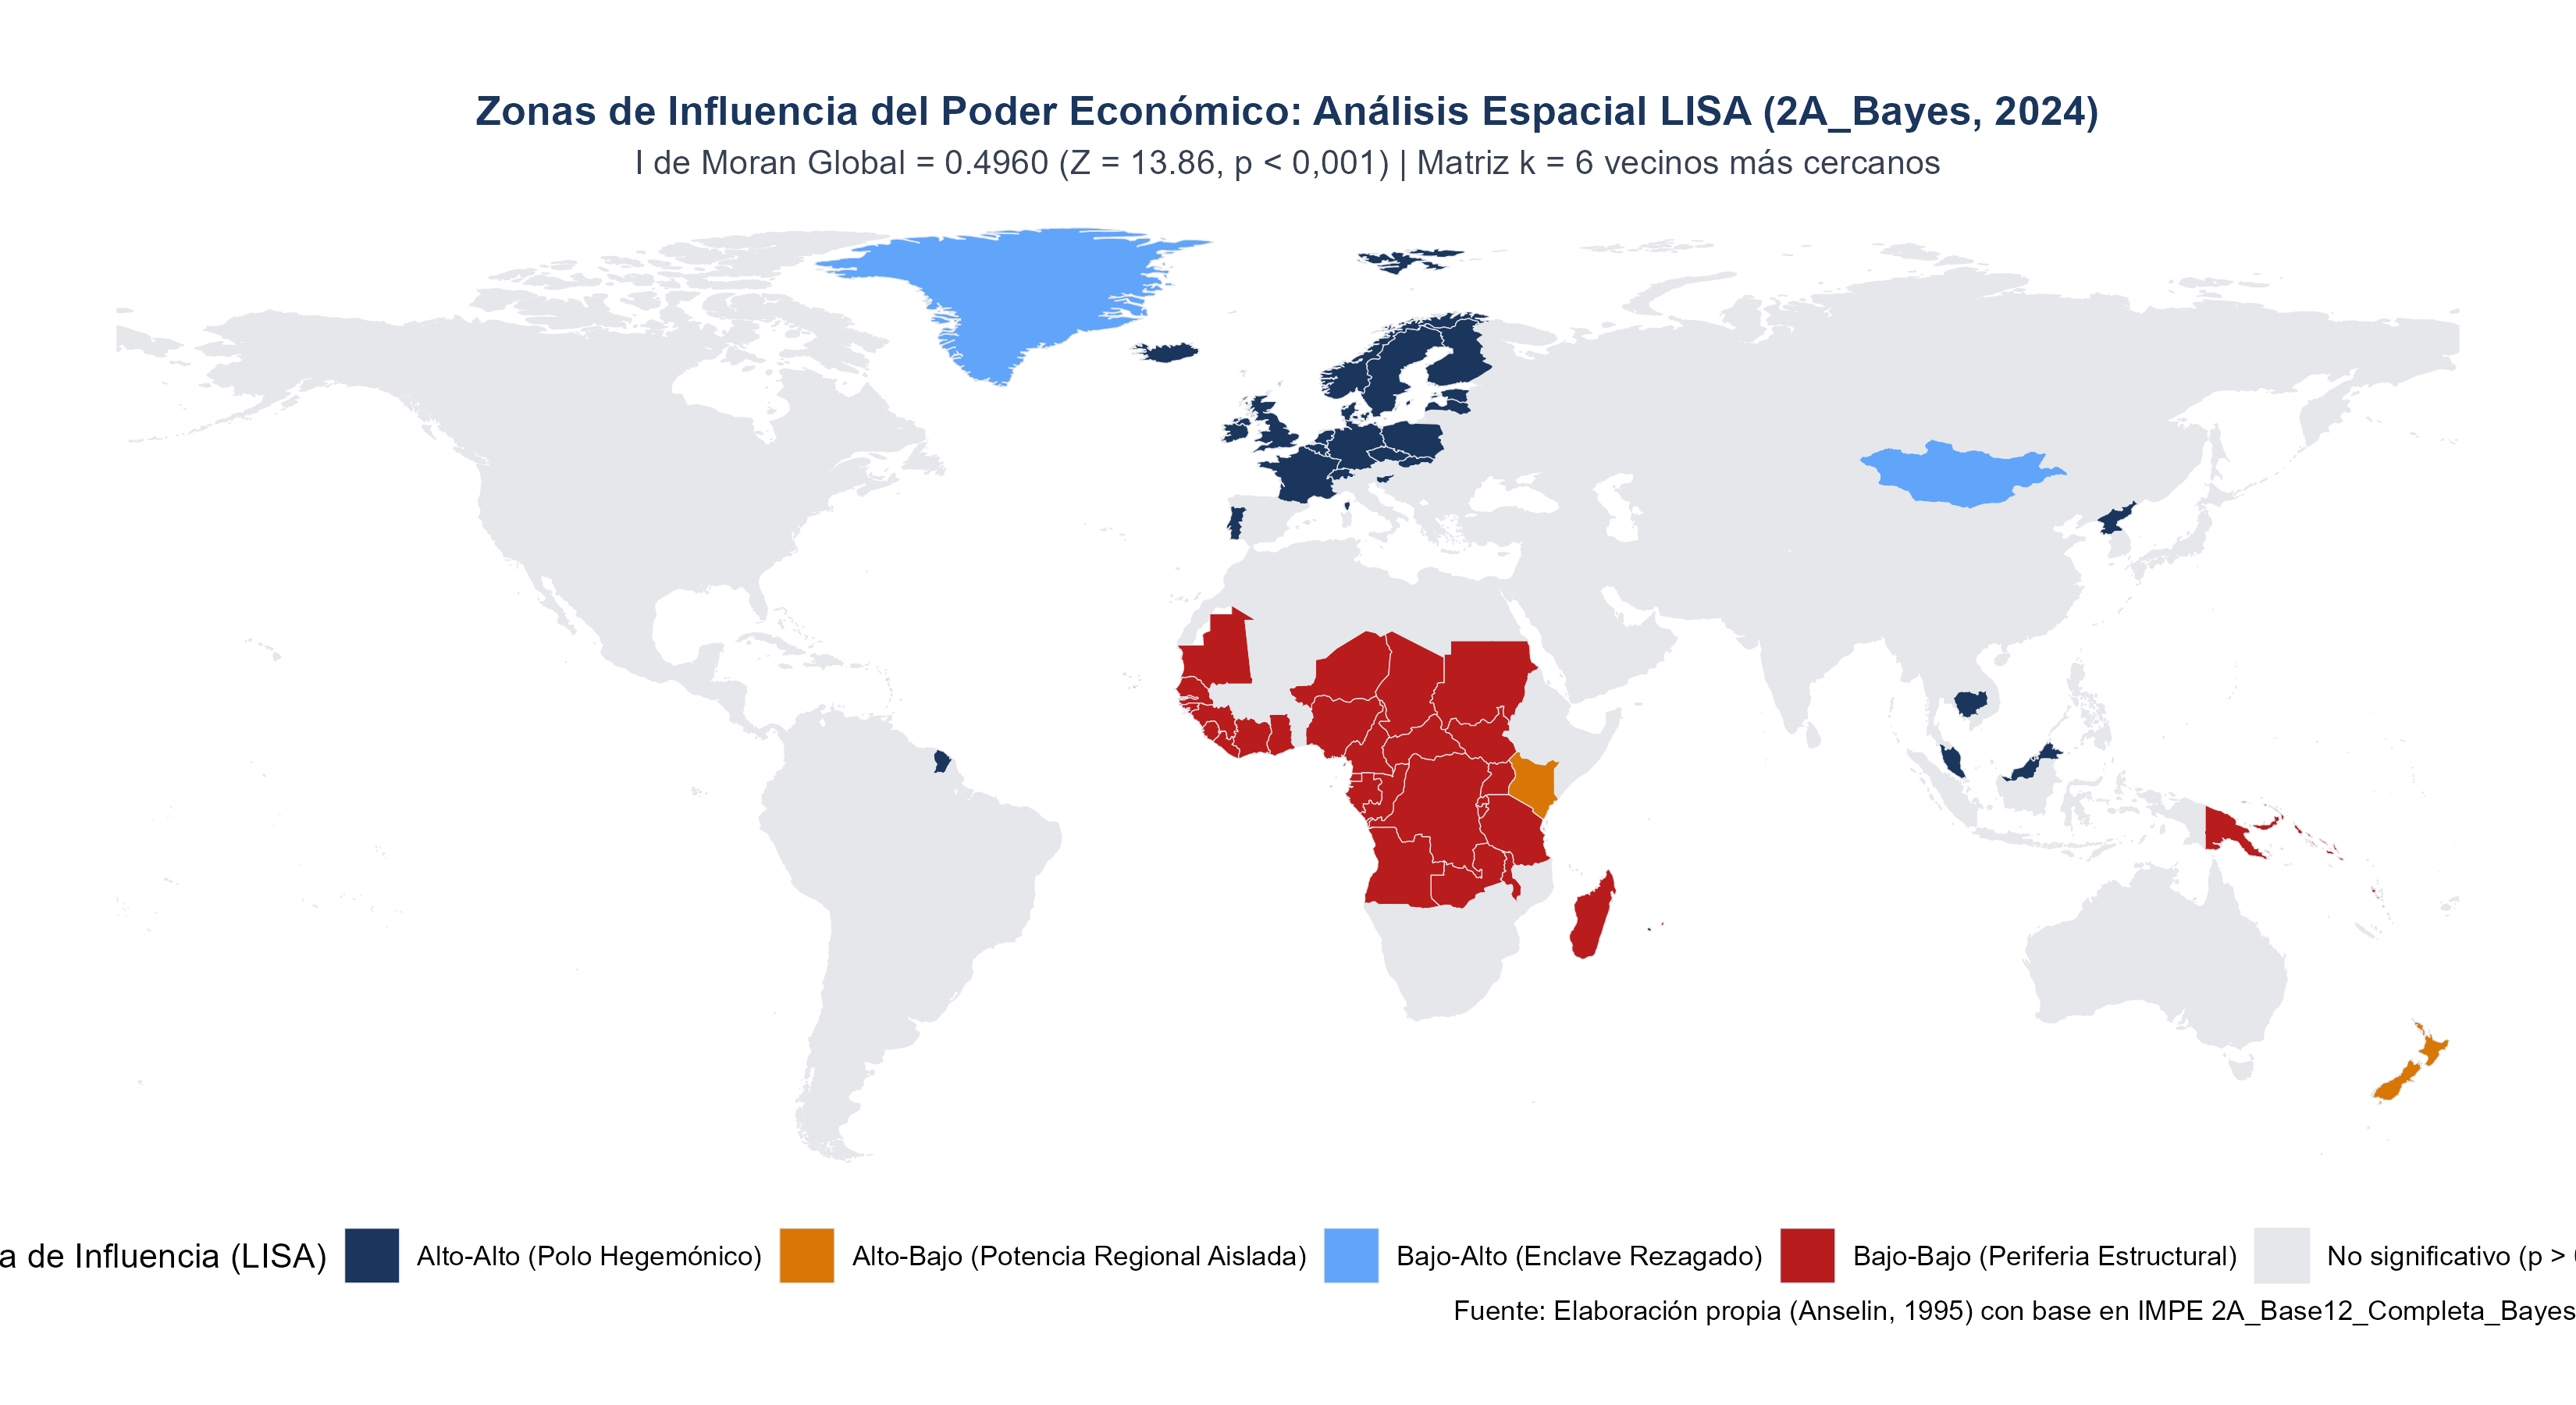 Zonas de Influencia del Poder Económico: Análisis Espacial LISA (2A_Bayes, 2024)
I de Moran Global = 0.4960 (Z = 13.86, p < 0,001) | Matriz k = 6 vecinos más cercanos
a de Influencia (LISA) Alto-Alto (Polo Hegemónico) Alto-Bajo (Potencia Regional Aislada) Bajo-Alto (Enclave Rezagado) Bajo-Bajo (Periferia Estructural) No significativo (p >
Fuente: Elaboración propia (Anselin, 1995) con base en IMPE 2A_Base12_Completa_Bayes